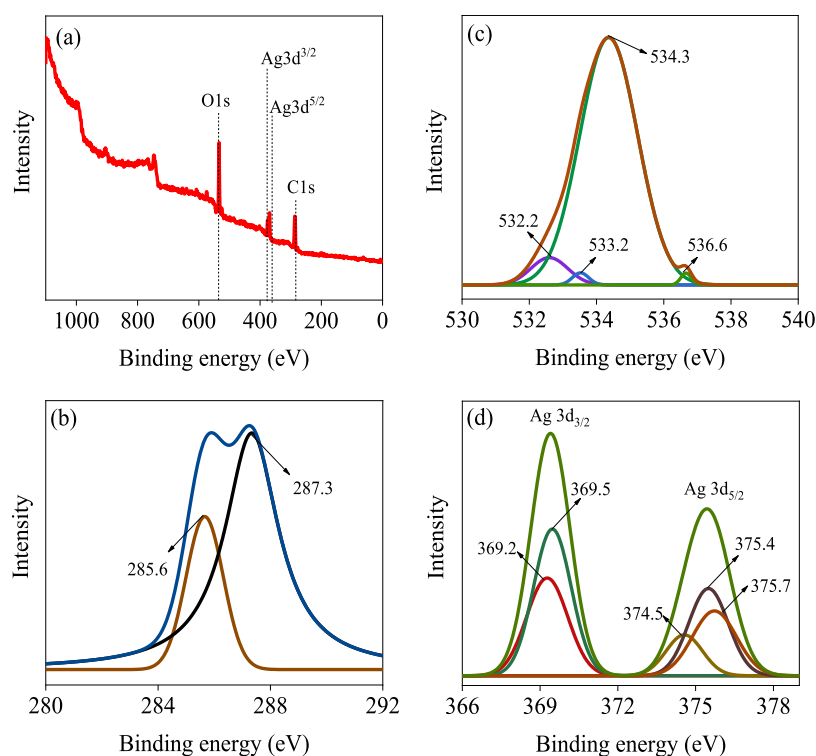 (a)
Ag3d3/2
Ag3d5/2
O1s
C1s
Intensity
1000 800 600 400 200 0
Binding energy (eV)
(c)
534.3
532.2
533.2
536.6
Intensity
530 532 534 536 538 540
Binding energy (eV)
(b)
287.3
285.6
Intensity
280 284 288 292
Binding energy (eV)
(d)
Ag 3d3/2
Ag 3d5/2
369.5
369.2
375.4
375.7
374.5
Intensity
366 369 372 375 378
Binding energy (eV)